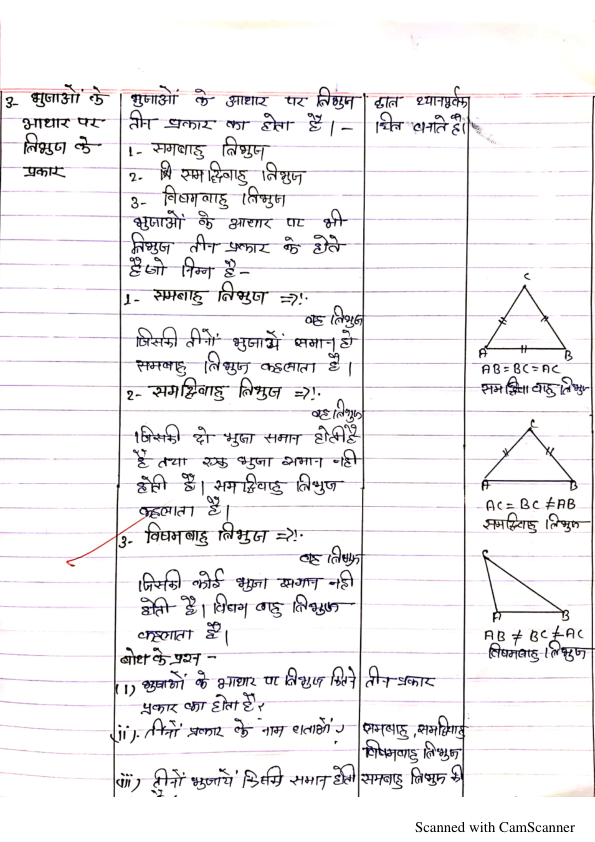 3- भुजाओं के
आधार पर
त्रिभुज के
प्रकार
भुजाओं के आधार पर त्रिभुज
तीन प्रकार का होता है। -
1- समबाहु त्रिभुज
2- समद्विबाहु त्रिभुज
3- विषमबाहु त्रिभुज
भुजाओं के आधार पर भी
त्रिभुज तीन प्रकार के होते
है जो निम्न है -
1- समबाहु त्रिभुज =>!.
वह त्रिभुज
जिसकी तीनों भुजायें समान हो
समबाहु त्रिभुज कहलाता है।
2- समद्विबाहु त्रिभुज =>!.
वह त्रिभुज
जिसकी दो भुजा समान होती है
है तथा एक भुजा समान नही
होती है। समद्विबाहु त्रिभुज
कहलाता है।
3- विषमबाहु त्रिभुज =>!.
वह त्रिभुज
जिसकी कोई भुजा समान नही
होती है। विषम बाहु त्रिभुज
कहलाता है।
बोध के प्रश्न -
(i) भुजाओं के आधार पर त्रिभुज कितने
प्रकार का होता है?
(ii). तीनों प्रकार के नाम बताओं?
(iii) तीनों भुजायें किसकी समान होती
छात्र ध्यानपूर्वक
चित्र बनाते है।
तीन प्रकार
समबाहु, समद्विबाहु
विषमबाहु त्रिभुज
समबाहु त्रिभुज की
C
A B
AB = BC = AC
समद्विबाहु त्रिभुज
C
A B
AC = BC ≠ AB
समद्विबाहु त्रिभुज
C
A B
AB ≠ BC ≠ AC
विषमबाहु त्रिभुज
Scanned with CamScanner